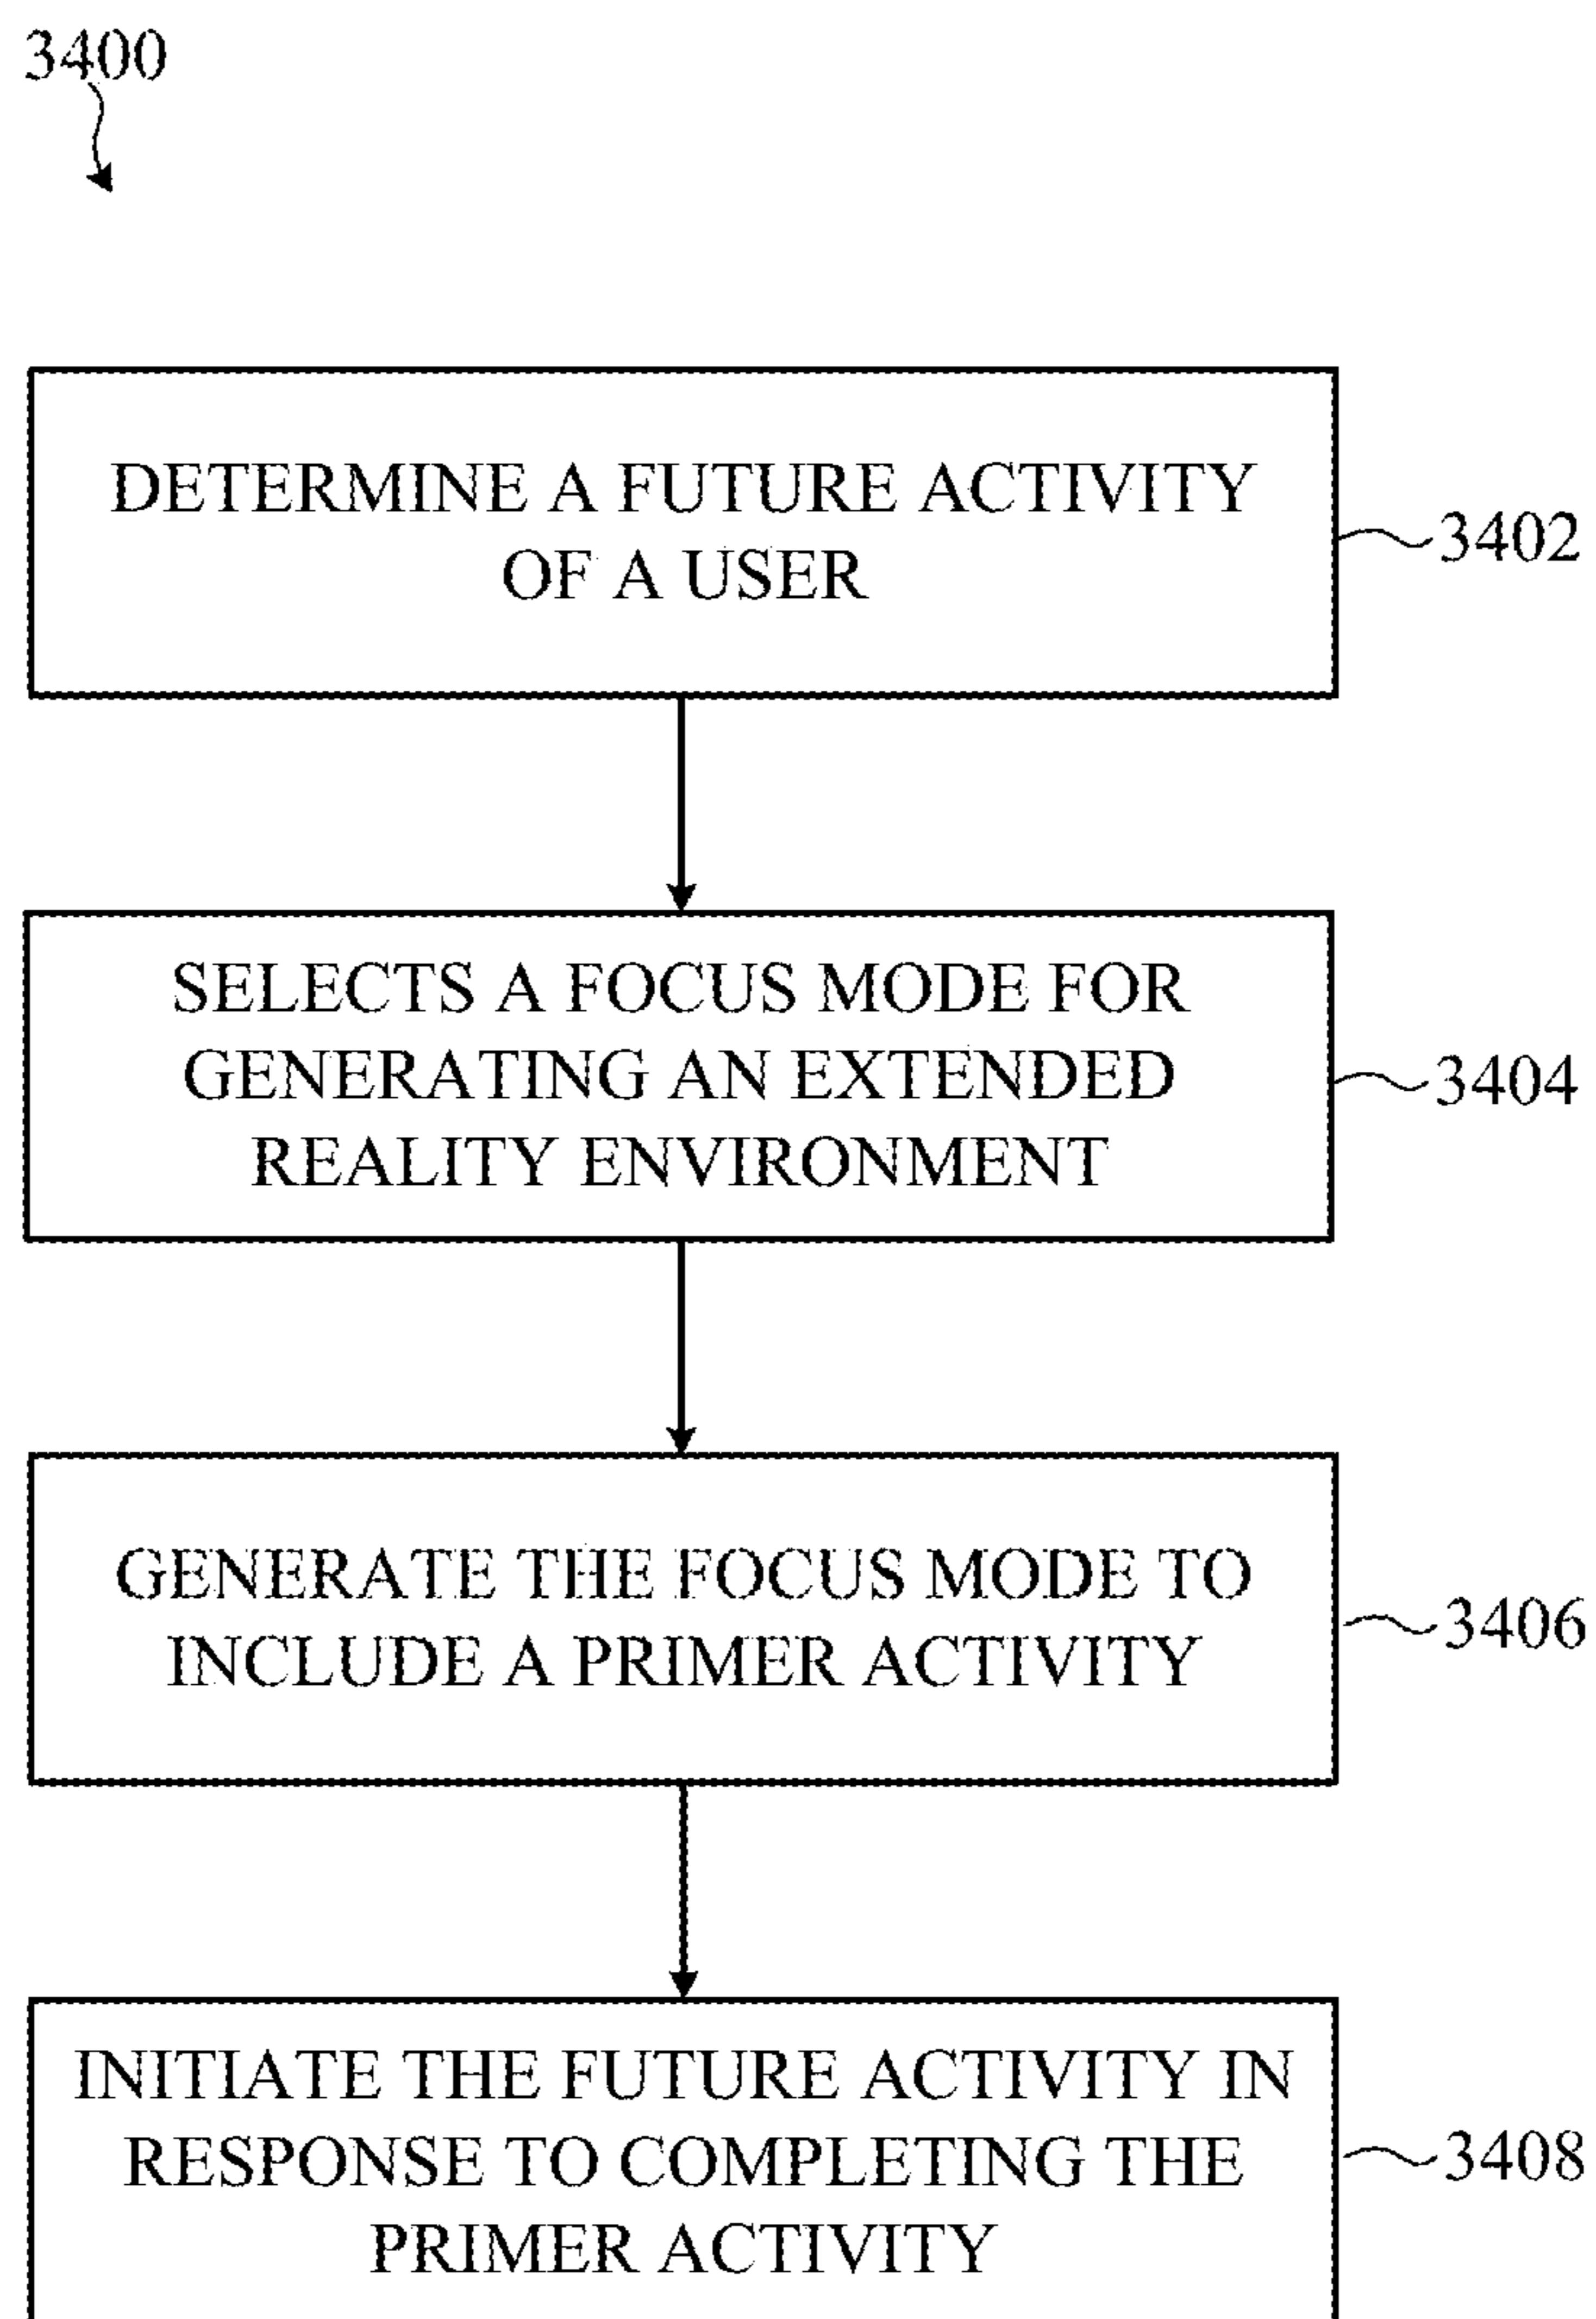 3400
DETERMINE A FUTURE ACTIVITY
OF A USER
3402
SELECTS A FOCUS MODE FOR
GENERATING AN EXTENDED
REALITY ENVIRONMENT
3404
GENERATE THE FOCUS MODE TO
INCLUDE A PRIMER ACTIVITY
3406
INITIATE THE FUTURE ACTIVITY IN
RESPONSE TO COMPLETING THE
PRIMER ACTIVITY
3408